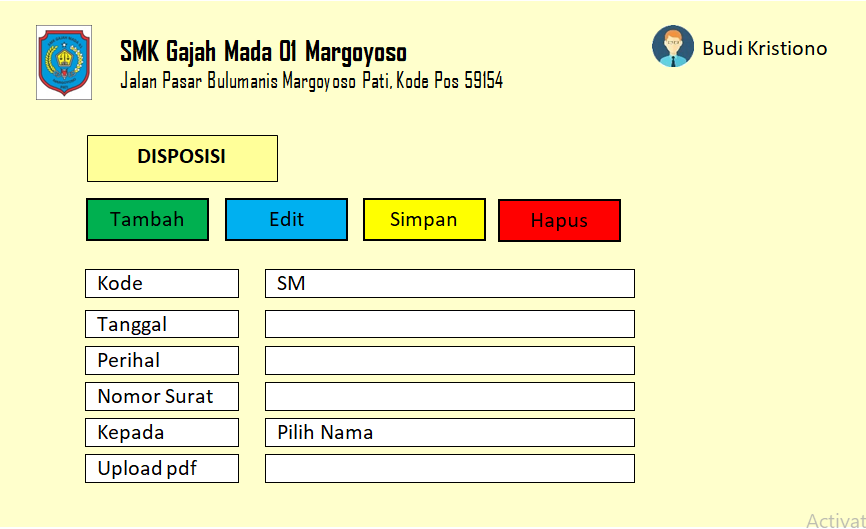 SMK Gajah Mada 01 Margoyoso
Jalan Pasar Bulumanis Margoyoso Pati, Kode Pos 59154
Budi Kristiono
DISPOSISI
Tambah Edit Simpan Hapus
Kode SM
Tanggal
Perihal
Nomor Surat
Kepada Pilih Nama
Upload pdf
Activat